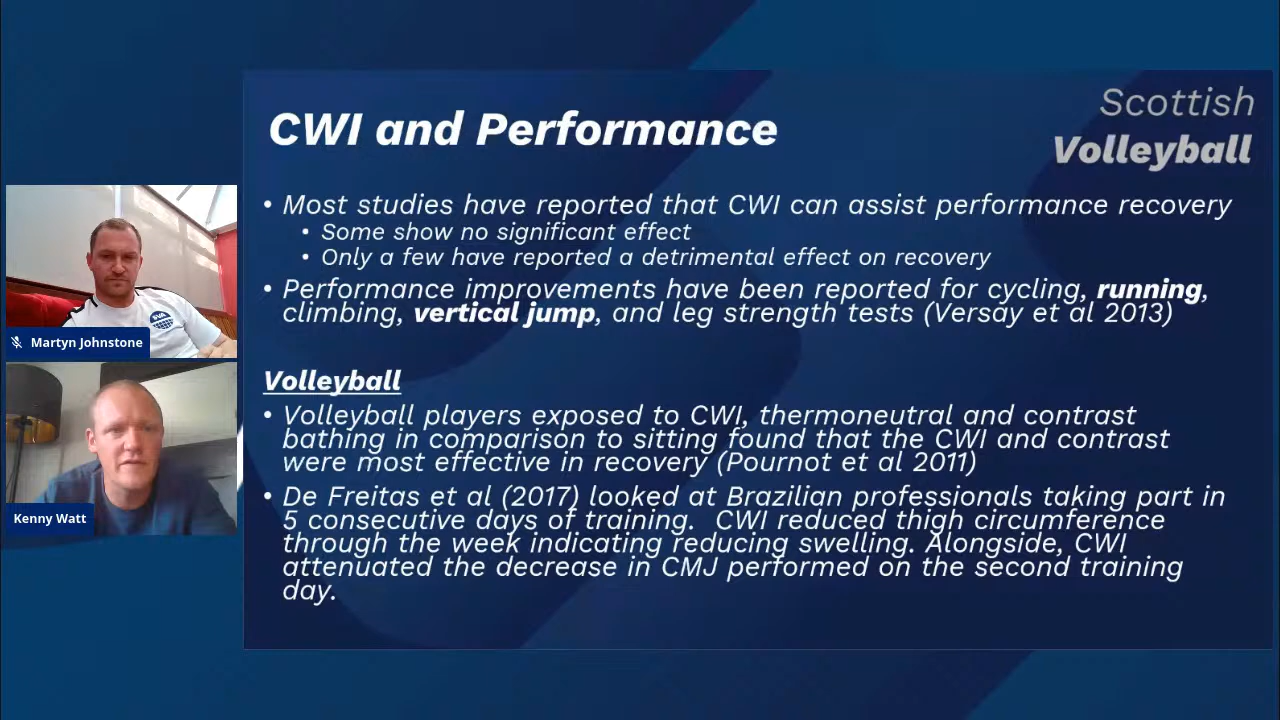 Scottish
Volleyball
CWI and Performance
• Most studies have reported that CWI can assist performance recovery
• Some show no significant effect
• Only a few have reported a detrimental effect on recovery
• Performance improvements have been reported for cycling, running,
climbing, vertical jump, and leg strength tests (Versay et al 2013)
Volleyball
• Volleyball players exposed to CWI, thermoneutral and contrast
bathing in comparison to sitting found that the CWI and contrast
were most effective in recovery (Pournot et al 2011)
• De Freitas et al (2017) looked at Brazilian professionals taking part in
5 consecutive days of training. CWI reduced thigh circumference
through the week indicating reducing swelling. Alongside, CWI
attenuated the decrease in CMJ performed on the second training
day.
SVA
Martyn Johnstone
Kenny Watt